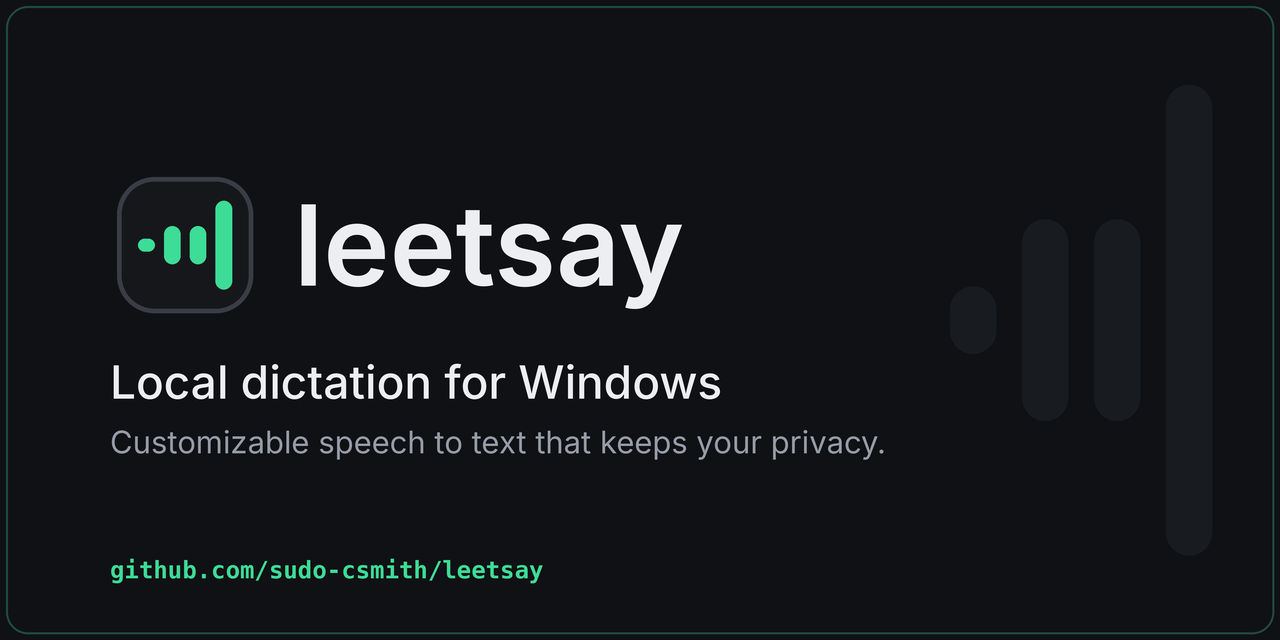 leetsay
Local dictation for Windows
Customizable speech to text that keeps your privacy.
github.com/sudo-csmith/leetsay